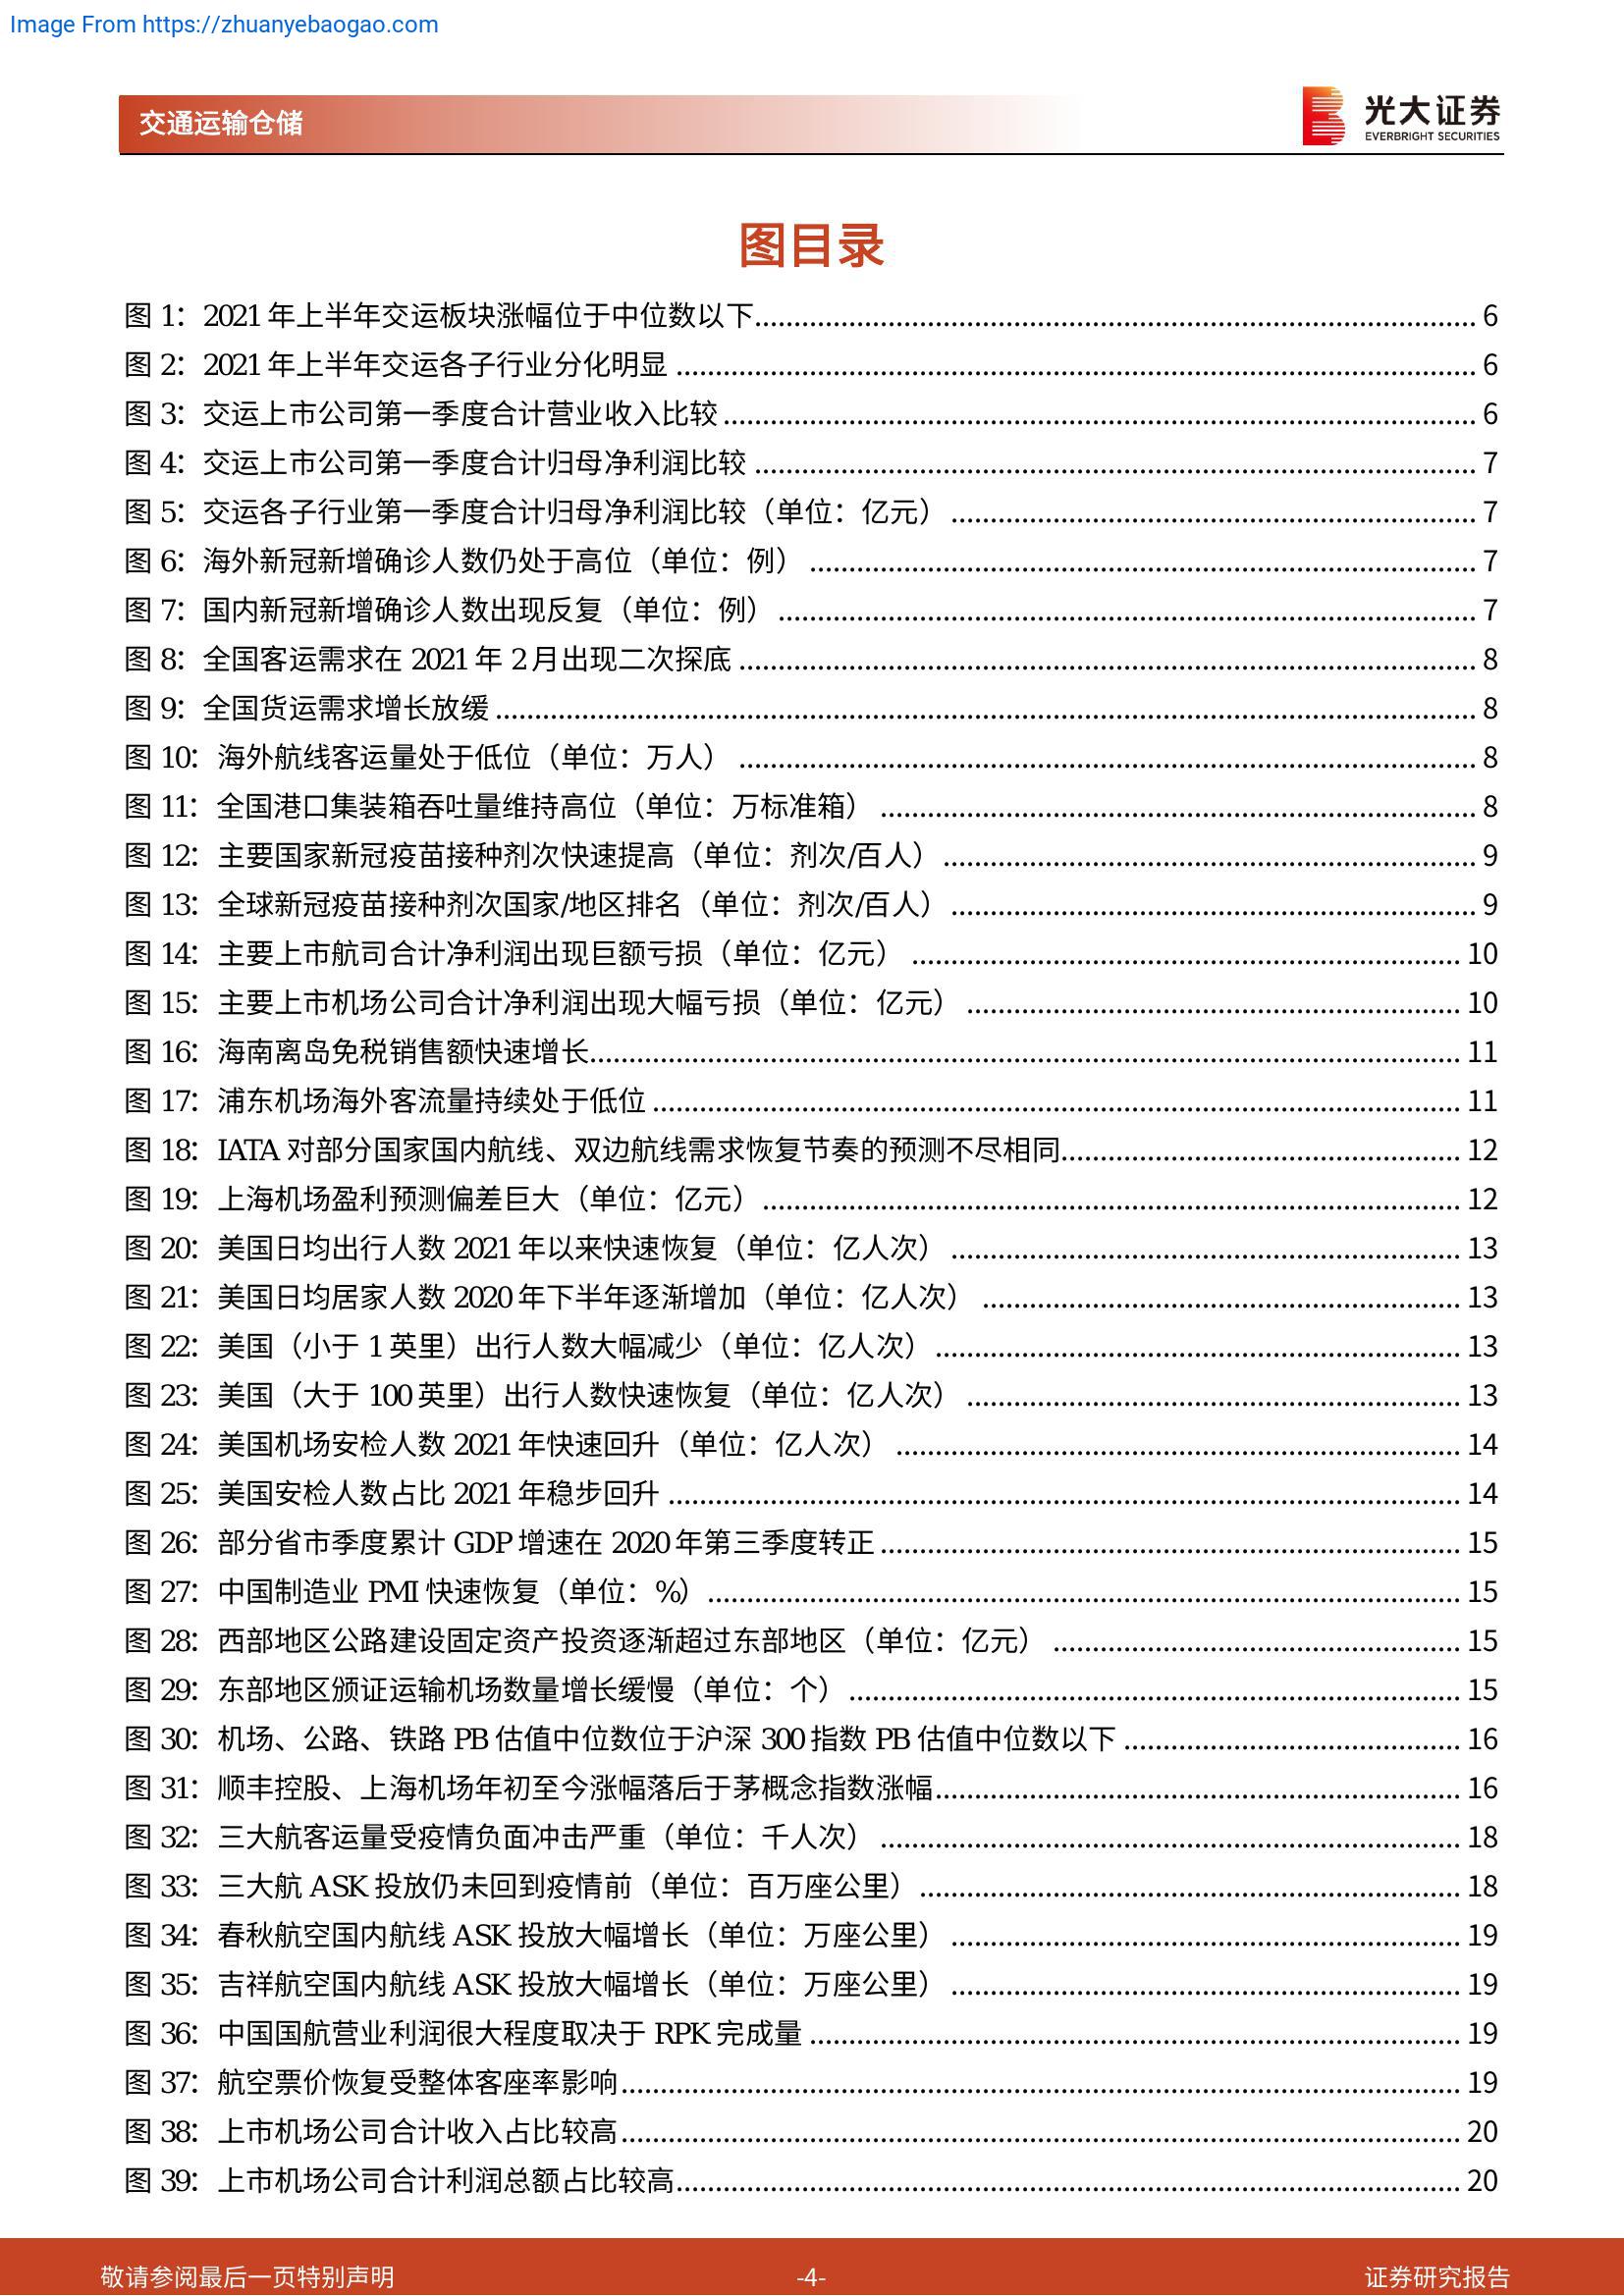 Image From https://zhuanyebaogao.com
交通运输仓储
光大证券
EVERBRIGHT SECURITIES
图目录
图 1：2021 年上半年交运板块涨幅位于中位数以下 6
图 2：2021 年上半年交运各子行业分化明显 6
图 3：交运上市公司第一季度合计营业收入比较 6
图 4：交运上市公司第一季度合计归母净利润比较 7
图 5：交运各子行业第一季度合计归母净利润比较（单位：亿元） 7
图 6：海外新冠新增确诊人数仍处于高位（单位：例） 7
图 7：国内新冠新增确诊人数出现反复（单位：例） 7
图 8：全国客运需求在 2021 年 2 月出现二次探底 8
图 9：全国货运需求增长放缓 8
图 10：海外航线客运量处于低位（单位：万人） 8
图 11：全国港口集装箱吞吐量维持高位（单位：万标准箱） 8
图 12：主要国家新冠疫苗接种剂次快速提高（单位：剂次/百人） 9
图 13：全球新冠疫苗接种剂次国家/地区排名（单位：剂次/百人） 9
图 14：主要上市航司合计净利润出现巨额亏损（单位：亿元） 10
图 15：主要上市机场公司合计净利润出现大幅亏损（单位：亿元） 10
图 16：海南离岛免税销售额快速增长 11
图 17：浦东机场海外客流量持续处于低位 11
图 18：IATA 对部分国家国内航线、双边航线需求恢复节奏的预测不尽相同 12
图 19：上海机场盈利预测偏差巨大（单位：亿元） 12
图 20：美国日均出行人数 2021 年以来快速恢复（单位：亿人次） 13
图 21：美国日均居家人数 2020 年下半年逐渐增加（单位：亿人次） 13
图 22：美国（小于 1 英里）出行人数大幅减少（单位：亿人次） 13
图 23：美国（大于 100 英里）出行人数快速恢复（单位：亿人次） 13
图 24：美国机场安检人数 2021 年快速回升（单位：亿人次） 14
图 25：美国安检人数占比 2021 年稳步回升 14
图 26：部分省市季度累计 GDP 增速在 2020 年第三季度转正 15
图 27：中国制造业 PMI 快速恢复（单位：%） 15
图 28：西部地区公路建设固定资产投资逐渐超过东部地区（单位：亿元） 15
图 29：东部地区颁证运输机场数量增长缓慢（单位：个） 15
图 30：机场、公路、铁路 PB 估值中位数位于沪深 300 指数 PB 估值中位数以下 16
图 31：顺丰控股、上海机场年初至今涨幅落后于茅概念指数涨幅 16
图 32：三大航客运量受疫情负面冲击严重（单位：千人次） 18
图 33：三大航 ASK 投放仍未回到疫情前（单位：百万座公里） 18
图 34：春秋航空国内航线 ASK 投放大幅增长（单位：万座公里） 19
图 35：吉祥航空国内航线 ASK 投放大幅增长（单位：万座公里） 19
图 36：中国国航营业利润很大程度取决于 RPK 完成量 19
图 37：航空票价恢复受整体客座率影响 19
图 38：上市机场公司合计收入占比较高 20
图 39：上市机场公司合计利润总额占比较高 20
敬请参阅最后一页特别声明
-4-
证券研究报告